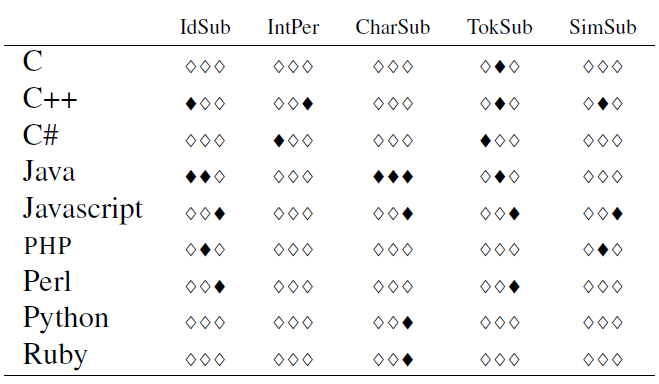 IdSub IntPer CharSub TokSub SimSub
C ◇◇◇ ◇◇◇ ◇◇◇ ◇◆◇ ◇◇◇
C++ ◆◇◇ ◇◇◆ ◇◇◇ ◇◆◇ ◇◆◇
C# ◇◇◇ ◆◇◇ ◇◇◇ ◆◇◇ ◇◇◇
Java ◆◆◇ ◇◇◇ ◆◆◆ ◇◆◇ ◇◇◇
Javascript ◇◇◆ ◇◇◇ ◇◇◆ ◇◇◆ ◇◇◆
PHP ◇◆◇ ◇◇◇ ◇◇◇ ◇◇◇ ◇◆◇
Perl ◇◇◆ ◇◇◇ ◇◇◇ ◇◇◆ ◇◇◇
Python ◇◇◇ ◇◇◇ ◇◇◆ ◇◇◇ ◇◇◇
Ruby ◇◇◇ ◇◇◇ ◇◇◆ ◇◇◇ ◇◇◇